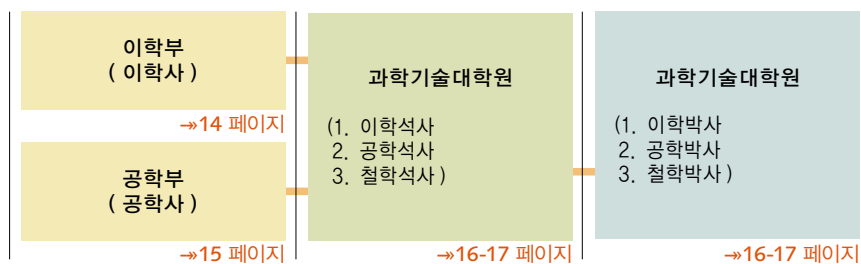 이학부
( 이학사 )
→14 페이지
공학부
( 공학사 )
→15 페이지
과학기술대학원
(1. 이학석사
2. 공학석사
3. 철학석사 )
→16-17 페이지
과학기술대학원
(1. 이학박사
2. 공학박사
3. 철학박사 )
→16-17 페이지